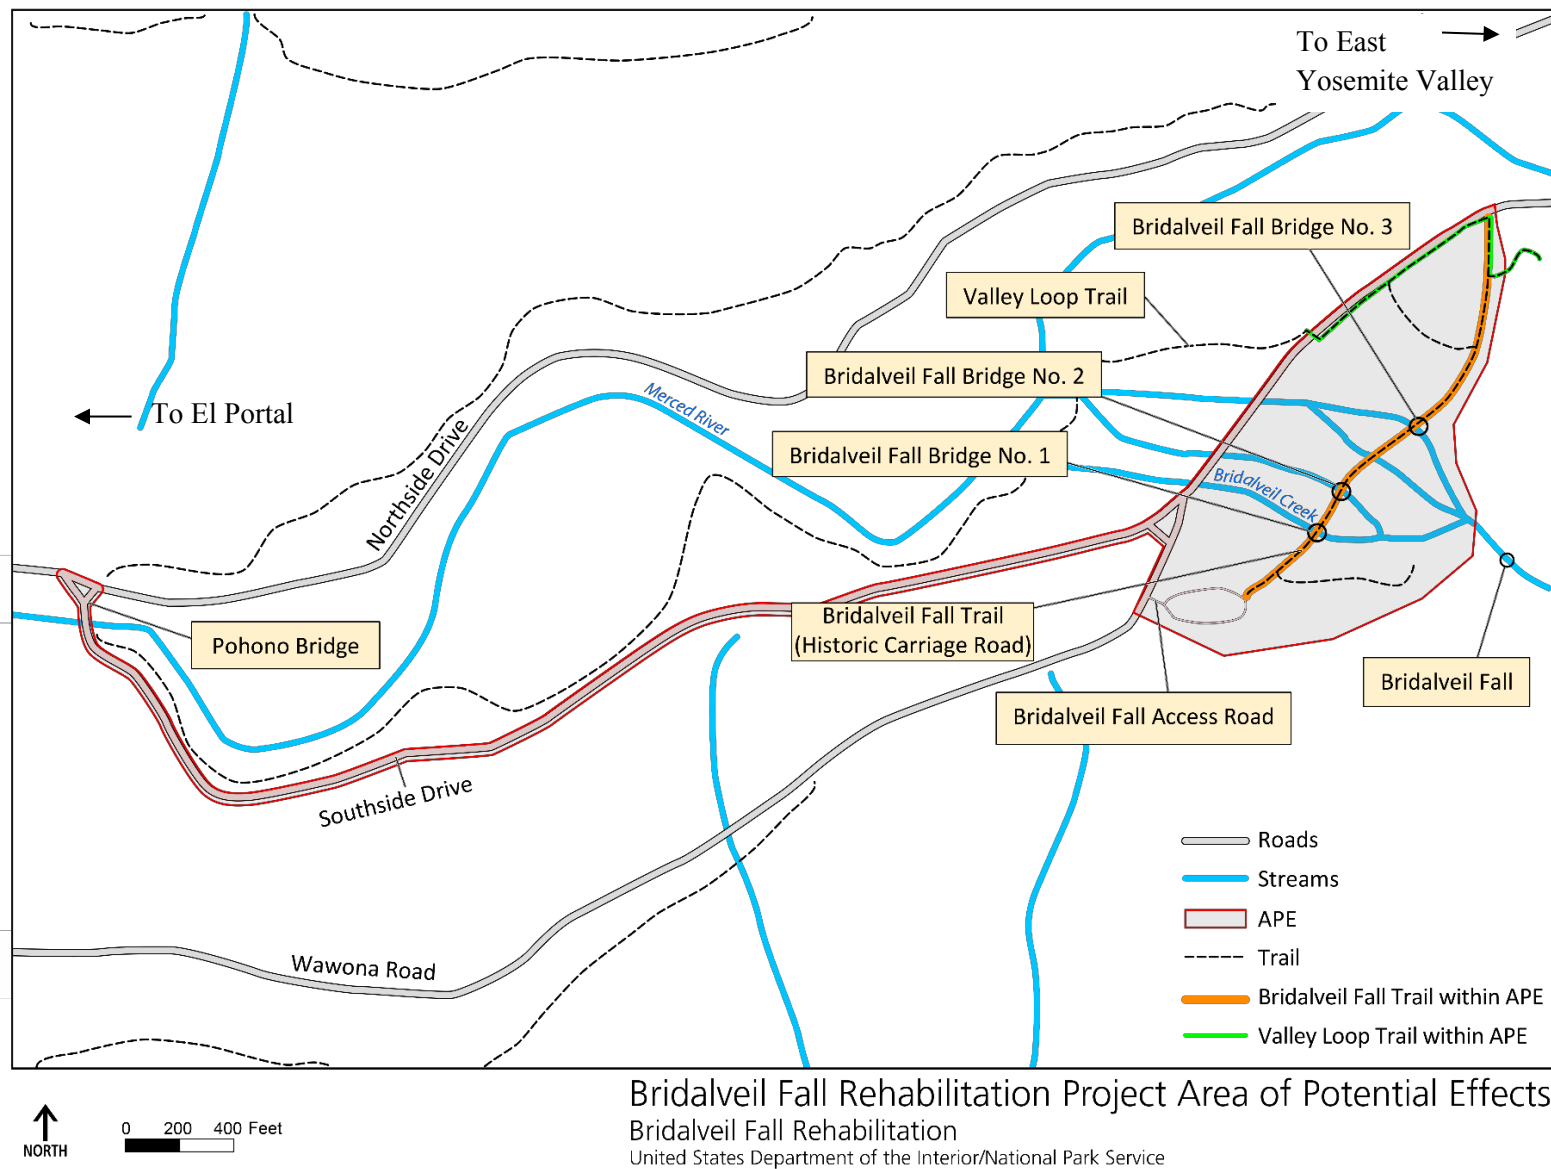 To East
Yosemite Valley
Bridalveil Fall Bridge No. 3
Valley Loop Trail
Bridalveil Fall Bridge No. 2
Merced River
To El Portal
Northside Drive
Bridalveil Fall Bridge No. 1
Bridalveil Creek
Pohono Bridge
Bridalveil Fall Trail
(Historic Carriage Road)
Bridalveil Fall
Bridalveil Fall Access Road
Southside Drive
Wawona Road
Roads
Streams
APE
Trail
Bridalveil Fall Trail within APE
Valley Loop Trail within APE
NORTH
0 200 400 Feet
Bridalveil Fall Rehabilitation Project Area of Potential Effects
Bridalveil Fall Rehabilitation
United States Department of the Interior/National Park Service